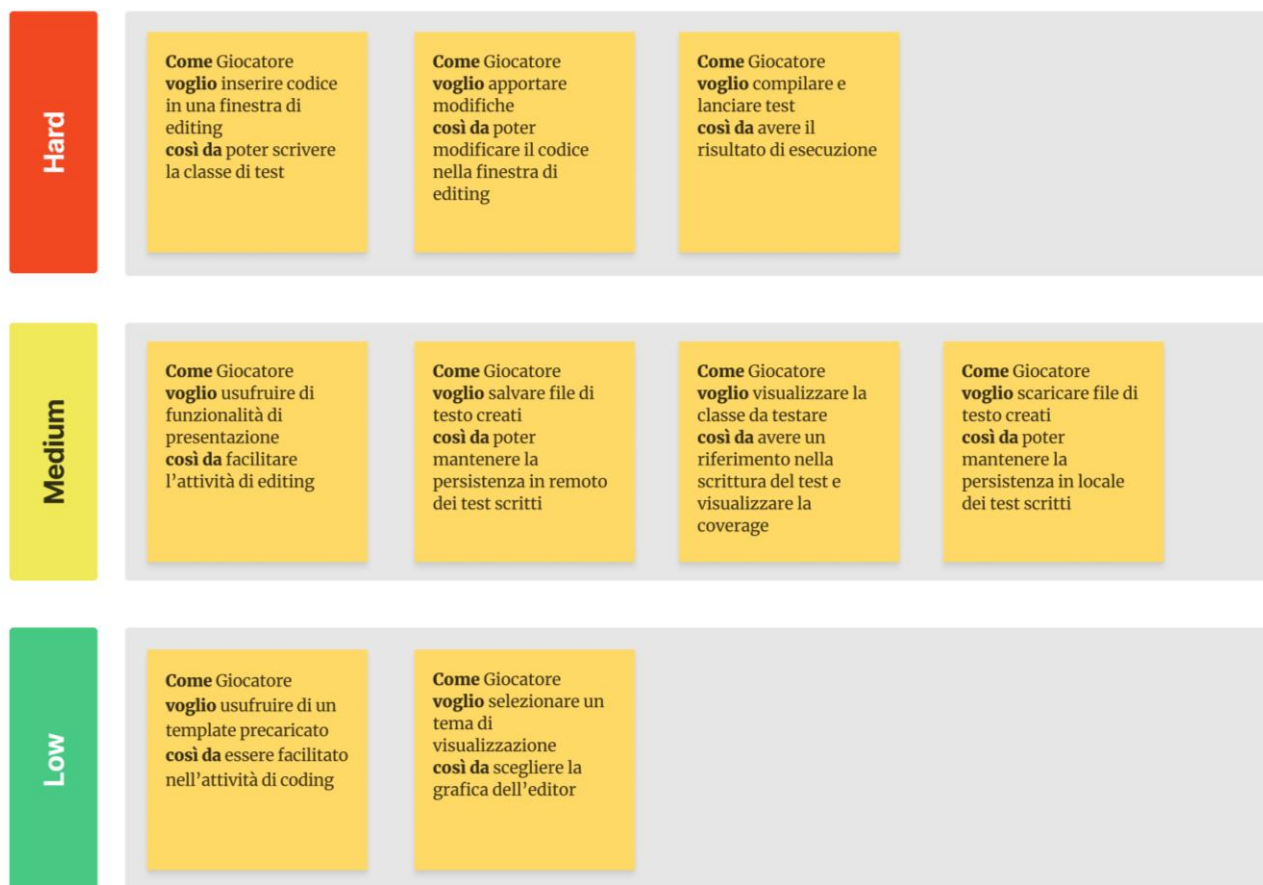 Hard
Come Giocatore
voglio inserire codice
in una finestra di
editing
così da poter scrivere
la classe di test
Come Giocatore
voglio apportare
modifiche
così da poter
modificare il codice
nella finestra di
editing
Come Giocatore
voglio compilare e
lanciare test
così da avere il
risultato di esecuzione
Medium
Come Giocatore
voglio usufruire di
funzionalità di
presentazione
così da facilitare
l’attività di editing
Come Giocatore
voglio salvare file di
testo creati
così da poter
mantenere la
persistenza in remoto
dei test scritti
Come Giocatore
voglio visualizzare la
classe da testare
così da avere un
riferimento nella
scrittura del test e
visualizzare la
coverage
Come Giocatore
voglio scaricare file di
testo creati
così da poter
mantenere la
persistenza in locale
dei test scritti
Low
Come Giocatore
voglio usufruire di un
template precaricato
così da essere facilitato
nell’attività di coding
Come Giocatore
voglio selezionare un
tema di
visualizzazione
così da scegliere la
grafica dell’editor